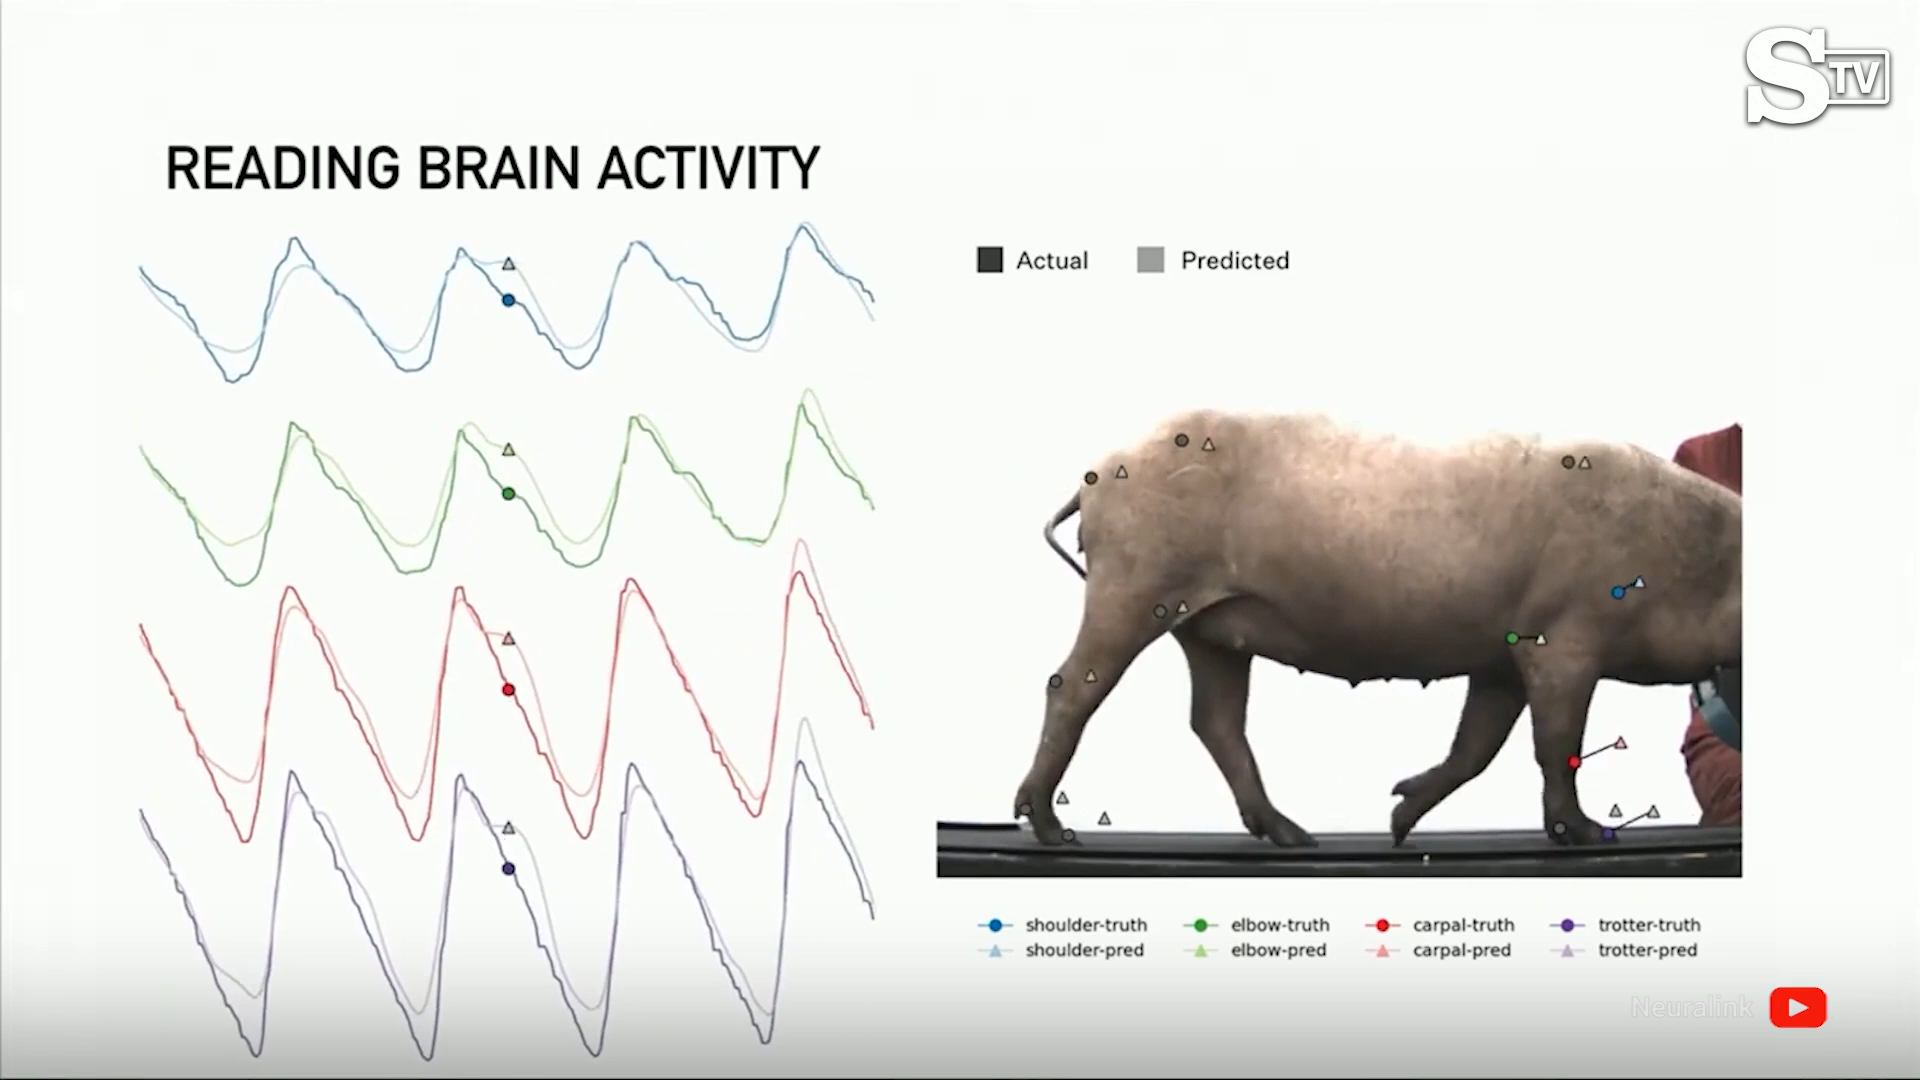 STV
READING BRAIN ACTIVITY
Actual Predicted
shoulder-truth elbow-truth carpal-truth trotter-truth
shoulder-pred elbow-pred carpal-pred trotter-pred
Neuralink